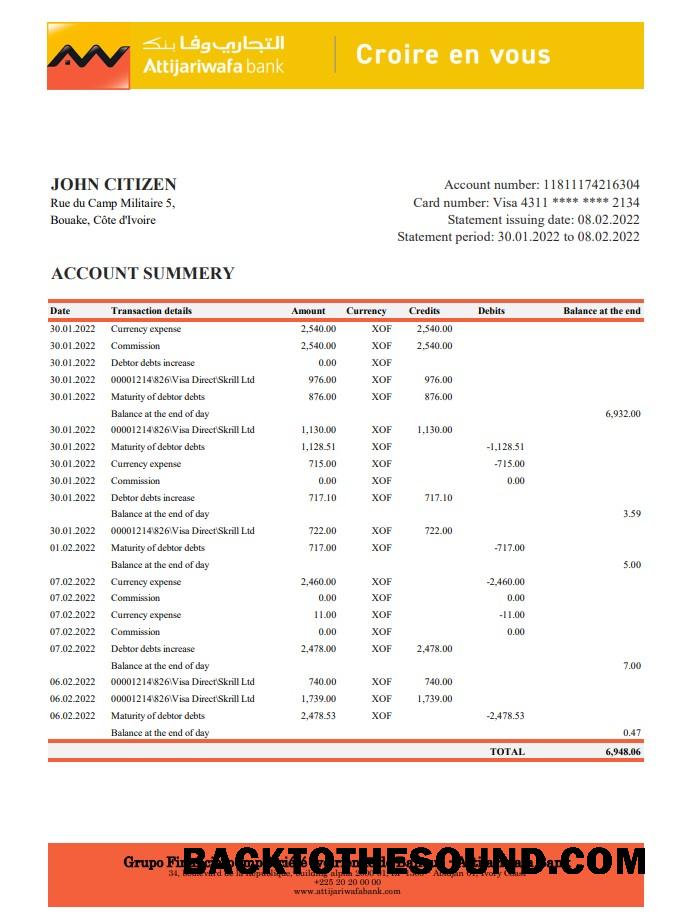 التجاري وفا بنك
Attijariwafa bank
Croire en vous
JOHN CITIZEN
Rue du Camp Militaire 5,
Bouake, Côte d'Ivoire
Account number: 11811174216304
Card number: Visa 4311 **** **** 2134
Statement issuing date: 08.02.2022
Statement period: 30.01.2022 to 08.02.2022
ACCOUNT SUMMERY
Date Transaction details Amount Currency Credits Debits Balance at the end
30.01.2022 Currency expense 2,540.00 XOF 2,540.00
30.01.2022 Commission 2,540.00 XOF 2,540.00
30.01.2022 Debtor debts increase 0.00 XOF
30.01.2022 00001214\826\Visa Direct\Skrill Ltd 976.00 XOF 976.00
30.01.2022 Maturity of debtor debts 876.00 XOF 876.00
Balance at the end of day 6,932.00
30.01.2022 00001214\826\Visa Direct\Skrill Ltd 1,130.00 XOF 1,130.00
30.01.2022 Maturity of debtor debts 1,128.51 XOF -1,128.51
30.01.2022 Currency expense 715.00 XOF -715.00
30.01.2022 Commission 0.00 XOF 0.00
30.01.2022 Debtor debts increase 717.10 XOF 717.10
Balance at the end of day 3.59
30.01.2022 00001214\826\Visa Direct\Skrill Ltd 722.00 XOF 722.00
01.02.2022 Maturity of debtor debts 717.00 XOF -717.00
Balance at the end of day 5.00
07.02.2022 Currency expense 2,460.00 XOF -2,460.00
07.02.2022 Commission 0.00 XOF 0.00
07.02.2022 Currency expense 11.00 XOF -11.00
07.02.2022 Commission 0.00 XOF 0.00
07.02.2022 Debtor debts increase 2,478.00 XOF 2,478.00
Balance at the end of day 7.00
06.02.2022 00001214\826\Visa Direct\Skrill Ltd 740.00 XOF 740.00
06.02.2022 00001214\826\Visa Direct\Skrill Ltd 1,739.00 XOF 1,739.00
06.02.2022 Maturity of debtor debts 2,478.53 XOF -2,478.53
Balance at the end of day 0.47
TOTAL 6,948.06
BACKTOTHESOUND.COM
Grupo Bank
34, boulevard de la République, building alpha 2000 01, Abidjan 01, Ivory Coast
+225 20 20 00 00
www.attijariwafabank.com